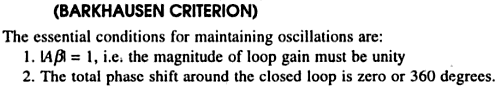 (BARKHAUSEN CRITERION)
The essential conditions for maintaining oscillations are:
1. |Aβ| = 1, i.e. the magnitude of loop gain must be unity
2. The total phase shift around the closed loop is zero or 360 degrees.